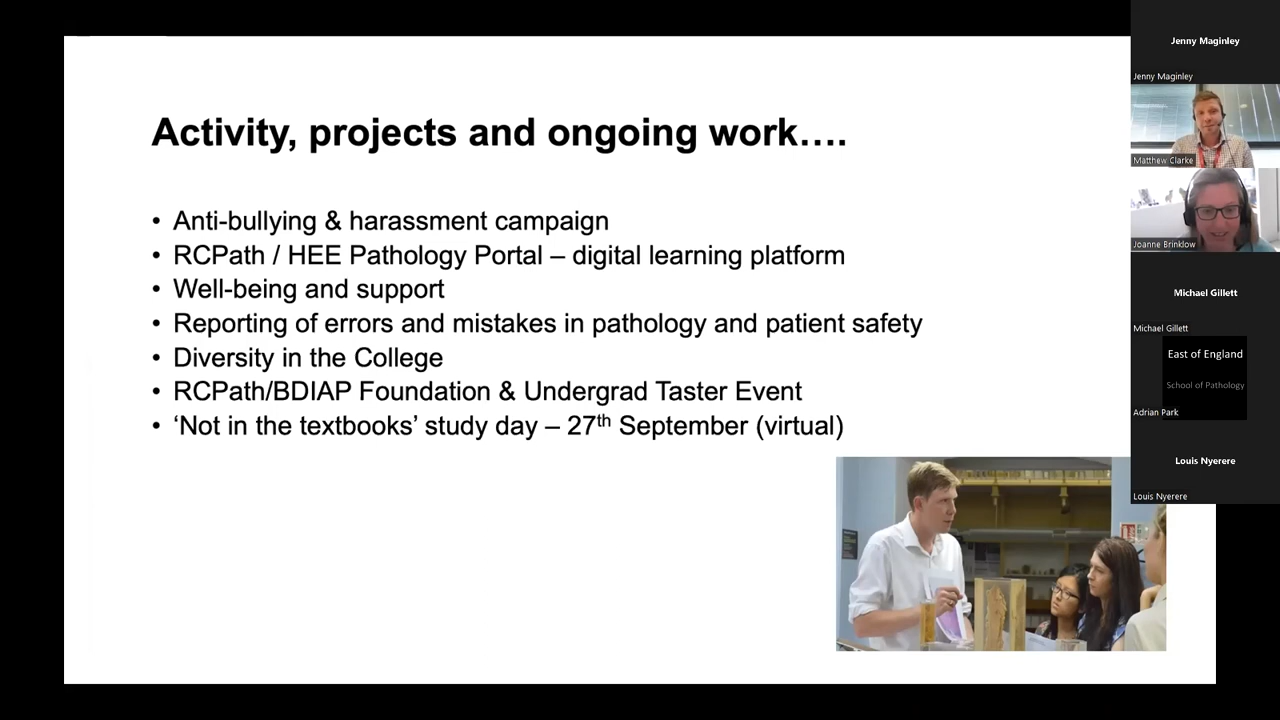 Activity, projects and ongoing work….
• Anti-bullying & harassment campaign
• RCPath / HEE Pathology Portal – digital learning platform
• Well-being and support
• Reporting of errors and mistakes in pathology and patient safety
• Diversity in the College
• RCPath/BDIAP Foundation & Undergrad Taster Event
• ‘Not in the textbooks’ study day – 27th September (virtual)
Jenny Maginley
Jenny Maginley
Matthew Clarke
Joanne Brinklow
Michael Gillett
Michael Gillett
East of England
School of Pathology
Adrian Park
Louis Nyerere
Louis Nyerere